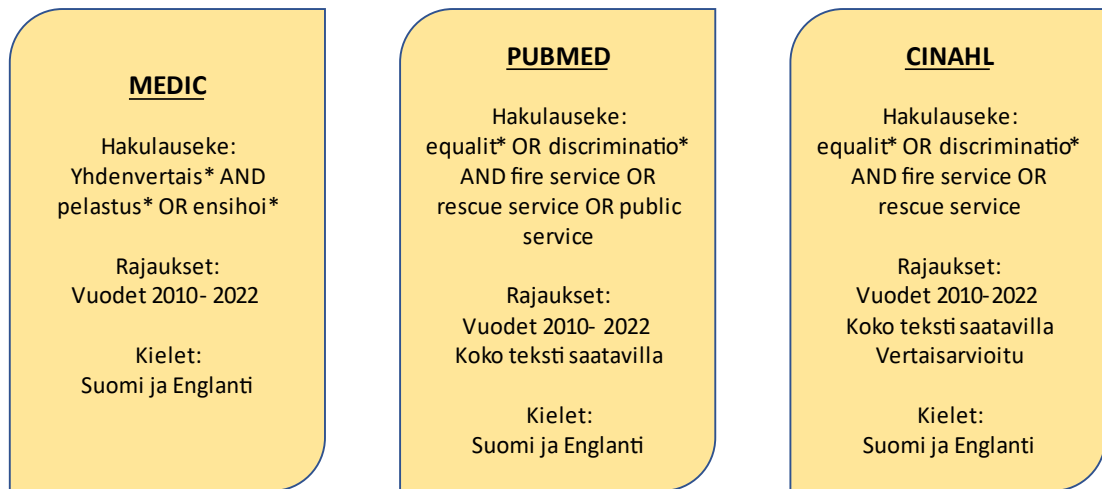 MEDIC
Hakulauseke:
Yhdenvertais* AND
pelastus* OR ensihoi*
Rajaukset:
Vuodet 2010- 2022
Kielet:
Suomi ja Englanti
PUBMED
Hakulauseke:
equalit* OR discriminatio*
AND fire service OR
rescue service OR public
service
Rajaukset:
Vuodet 2010- 2022
Koko teksti saatavilla
Kielet:
Suomi ja Englanti
CINAHL
Hakulauseke:
equalit* OR discriminatio*
AND fire service OR
rescue service
Rajaukset:
Vuodet 2010-2022
Koko teksti saatavilla
Vertaisarvioitu
Kielet:
Suomi ja Englanti